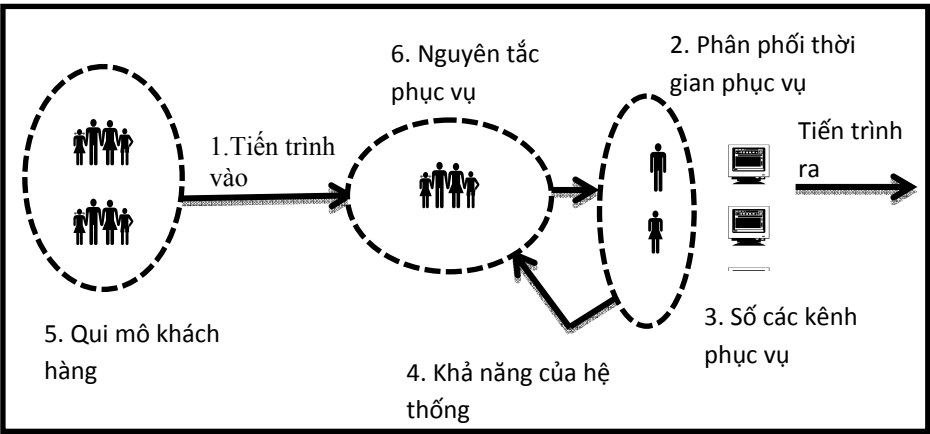 6. Nguyên tắc
phục vụ
2. Phân phối thời
gian phục vụ
1.Tiến trình
vào
Tiến trình
ra
5. Qui mô khách
hàng
4. Khả năng của hệ
thống
3. Số các kênh
phục vụ